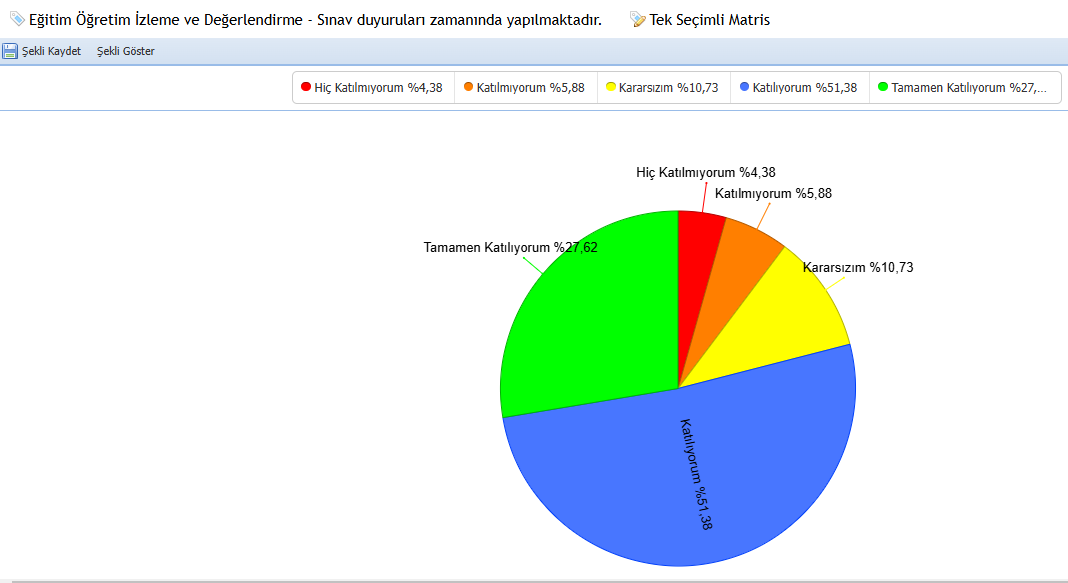 Eğitim Öğretim İzleme ve Değerlendirme - Sınav duyuruları zamanında yapılmaktadır. Tek Seçimli Matris
Şekli Kaydet Şekli Göster
Hiç Katılmıyorum %4,38 Katılmıyorum %5,88 Kararsızım %10,73 Katılıyorum %51,38 Tamamen Katılıyorum %27,...
Hiç Katılmıyorum %4,38
Katılmıyorum %5,88
Tamamen Katılıyorum %27,62
Kararsızım %10,73
Katılıyorum %51,38